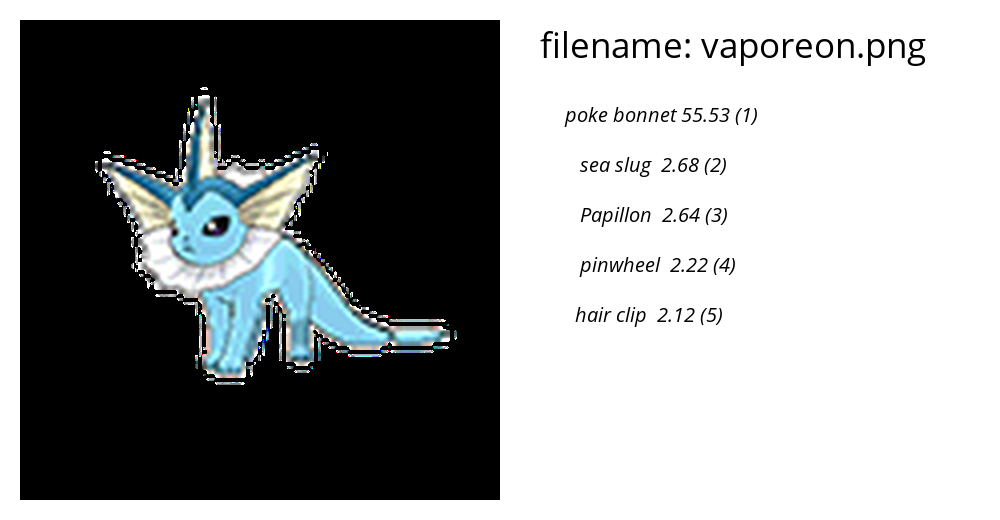 filename: vaporeon.png
poke bonnet 55.53 (1)
sea slug 2.68 (2)
Papillon 2.64 (3)
pinwheel 2.22 (4)
hair clip 2.12 (5)